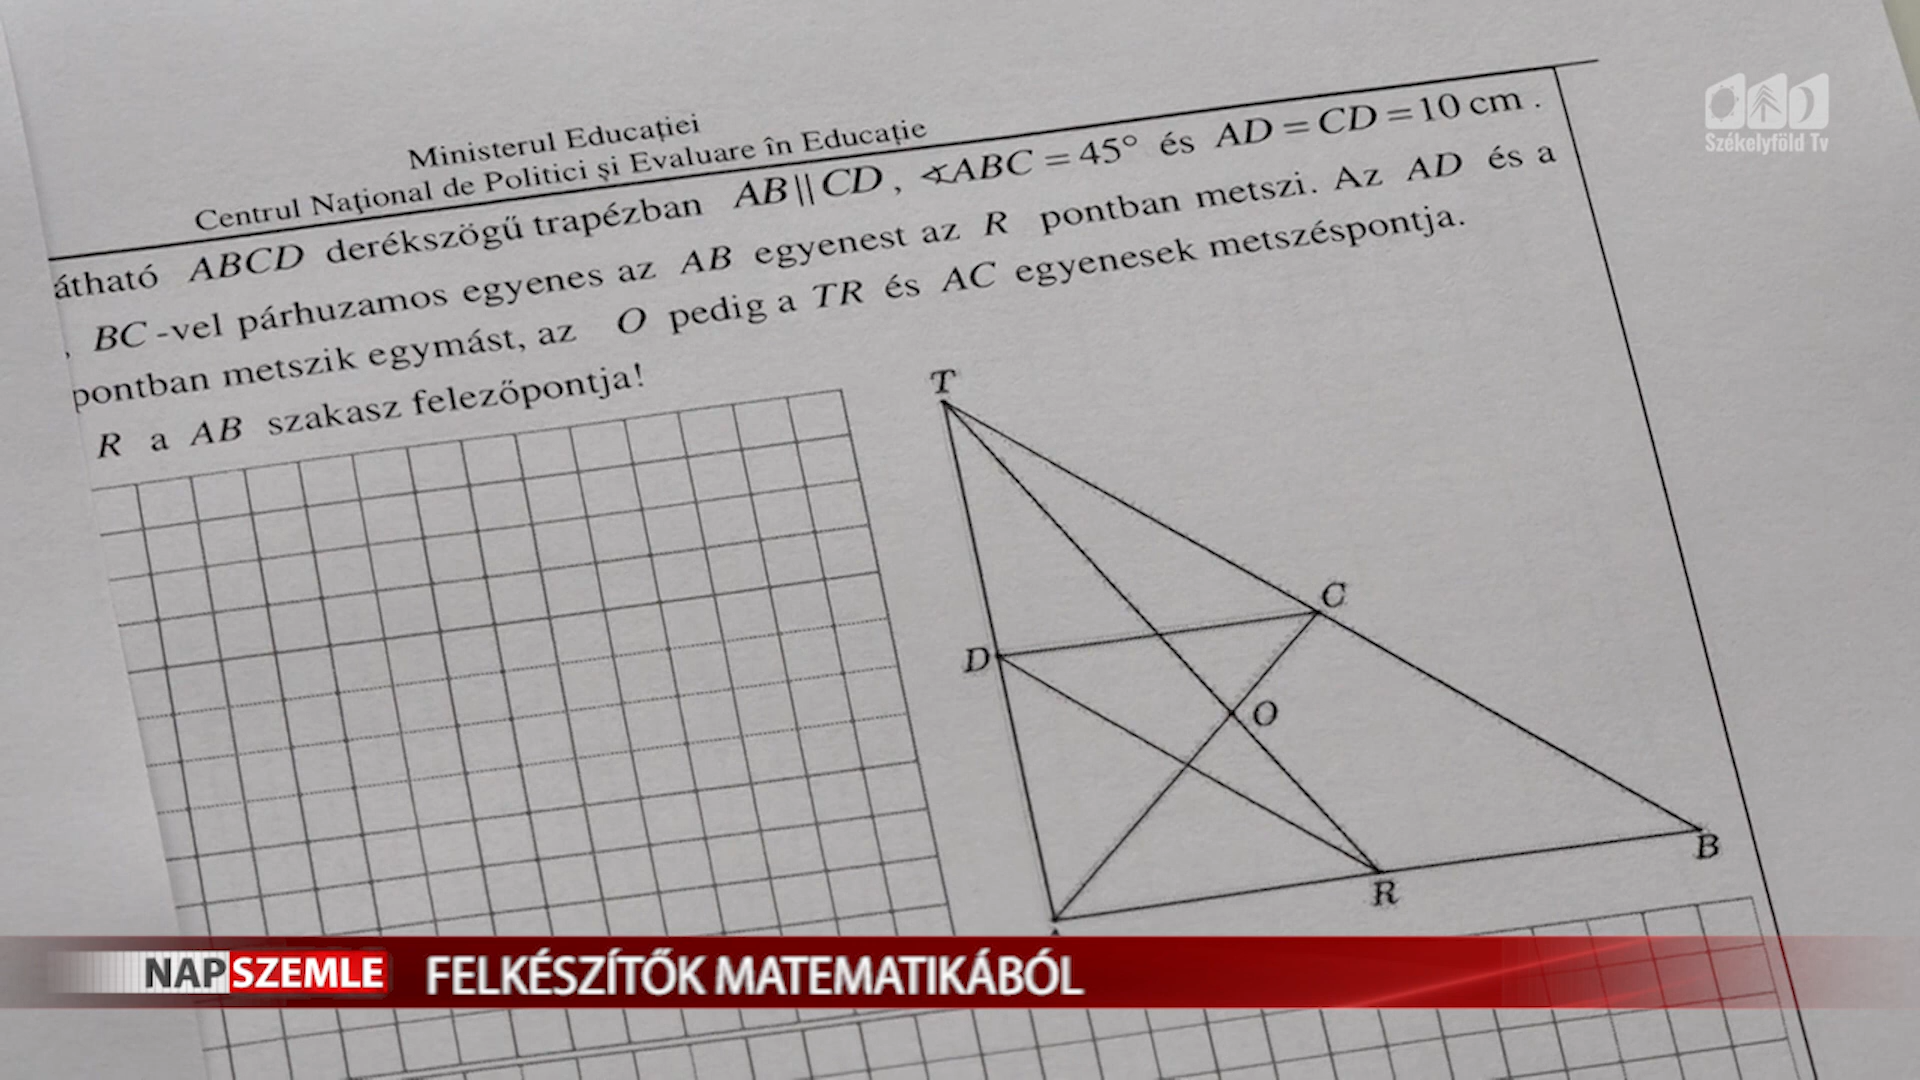 Székelyföld Tv
Ministerul Educației
Centrul Național de Politici și Evaluare în Educație
átható ABCD derékszögű trapézban AB || CD , ∢ABC = 45° és AD = CD = 10 cm .
, BC -vel párhuzamos egyenes az AB egyenest az R pontban metszi. Az AD és a
pontban metszik egymást, az O pedig a TR és AC egyenesek metszéspontja.
R a AB szakasz felezőpontja!
T
C
D
O
B
R
NAPSZEMLE FELKÉSZÍTŐK MATEMATIKÁBÓL